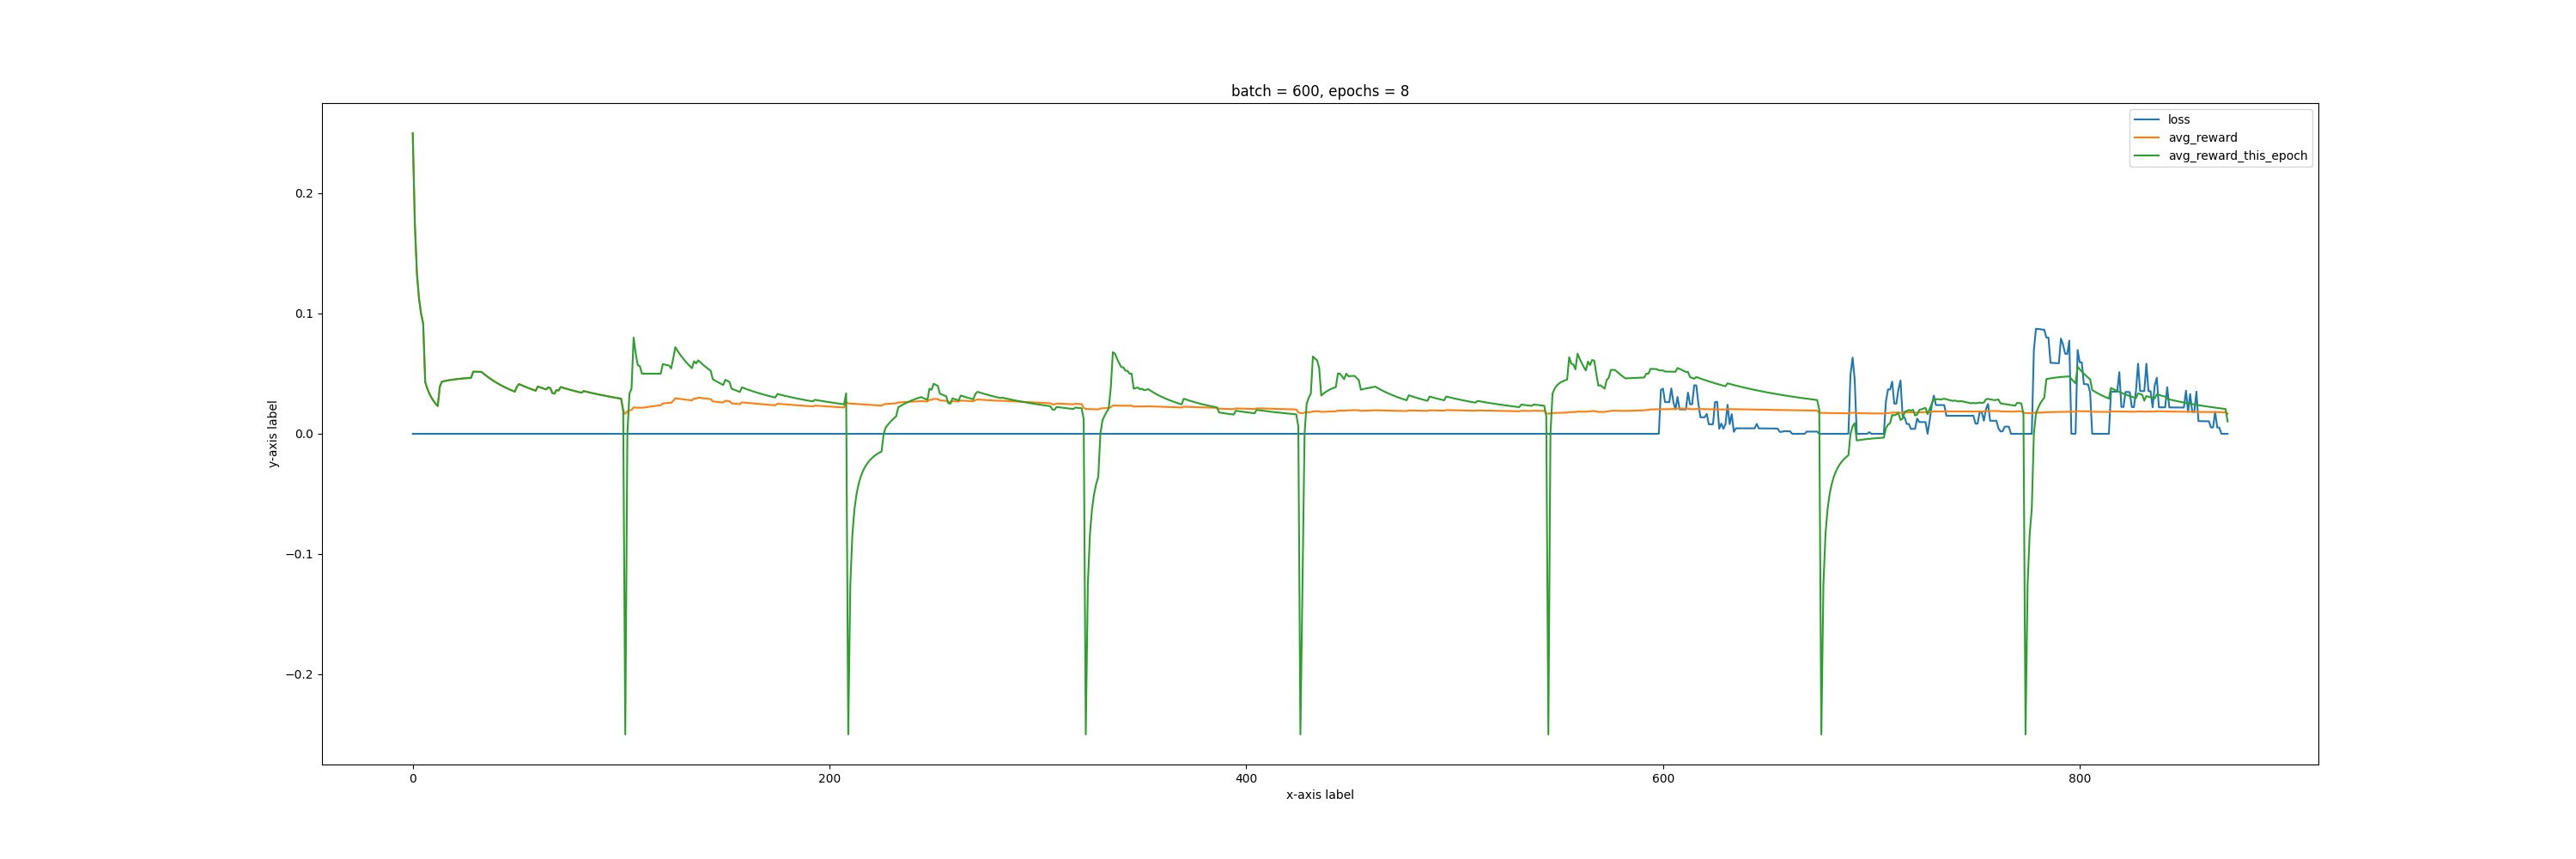 batch = 600, epochs = 8
loss
avg_reward
avg_reward_this_epoch
0.2
0.1
0.0
−0.1
−0.2
y-axis label
0 200 400 600 800
x-axis label